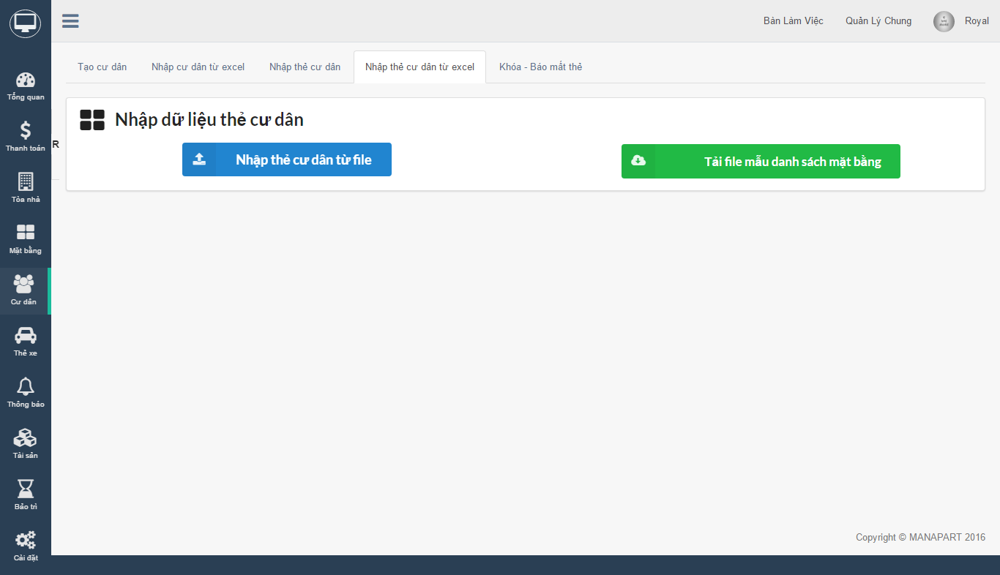 Bàn Làm Việc Quản Lý Chung Royal
Tạo cư dân Nhập cư dân từ excel Nhập thẻ cư dân Nhập thẻ cư dân từ excel Khóa - Báo mất thẻ
Tổng quan
Thanh toán
Tòa nhà
Mặt bằng
Cư dân
Thẻ xe
Thông báo
Tài sản
Bảo trì
Cài đặt
R
Nhập dữ liệu thẻ cư dân
Nhập thẻ cư dân từ file
Tải file mẫu danh sách mặt bằng
Copyright © MANAPART 2016